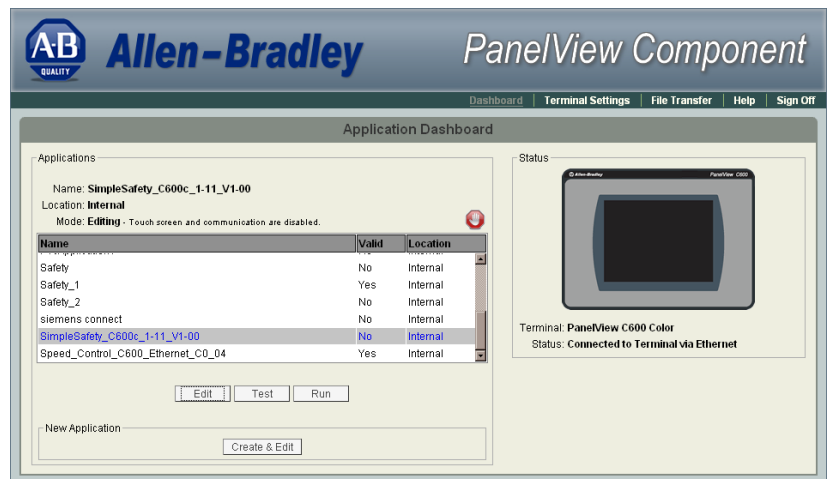 A·B
QUALITY
Allen-Bradley
PanelView Component
Dashboard | Terminal Settings | File Transfer | Help | Sign Off
Application Dashboard
Applications
Name: SimpleSafety_C600c_1-11_V1-00
Location: Internal
Mode: Editing - Touch screen and communication are disabled.
Name Valid Location
Safety No Internal
Safety_1 Yes Internal
Safety_2 No Internal
siemens connect No Internal
SimpleSafety_C600c_1-11_V1-00 No Internal
Speed_Control_C600_Ethernet_C0_04 Yes Internal
Edit Test Run
New Application
Create & Edit
Status
Allen-Bradley PanelView C600
Terminal: PanelView C600 Color
Status: Connected to Terminal via Ethernet